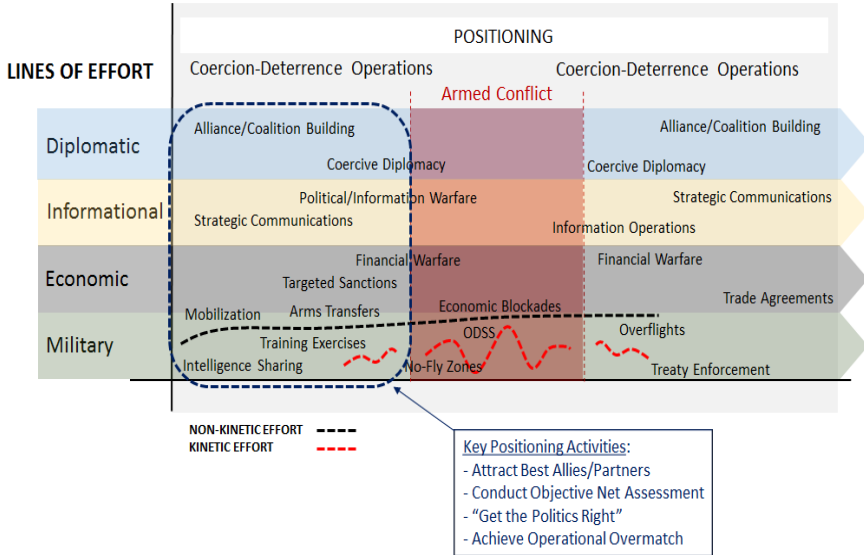 POSITIONING
LINES OF EFFORT
Coercion-Deterrence Operations
Coercion-Deterrence Operations
Armed Conflict
Diplomatic
Alliance/Coalition Building
Alliance/Coalition Building
Coercive Diplomacy
Coercive Diplomacy
Informational
Political/Information Warfare
Strategic Communications
Strategic Communications
Information Operations
Economic
Financial Warfare
Financial Warfare
Targeted Sanctions
Trade Agreements
Economic Blockades
Military
Mobilization
Arms Transfers
ODSS
Overflights
Training Exercises
Intelligence Sharing
No-Fly Zones
Treaty Enforcement
NON-KINETIC EFFORT
KINETIC EFFORT
Key Positioning Activities:
- Attract Best Allies/Partners
- Conduct Objective Net Assessment
- “Get the Politics Right”
- Achieve Operational Overmatch